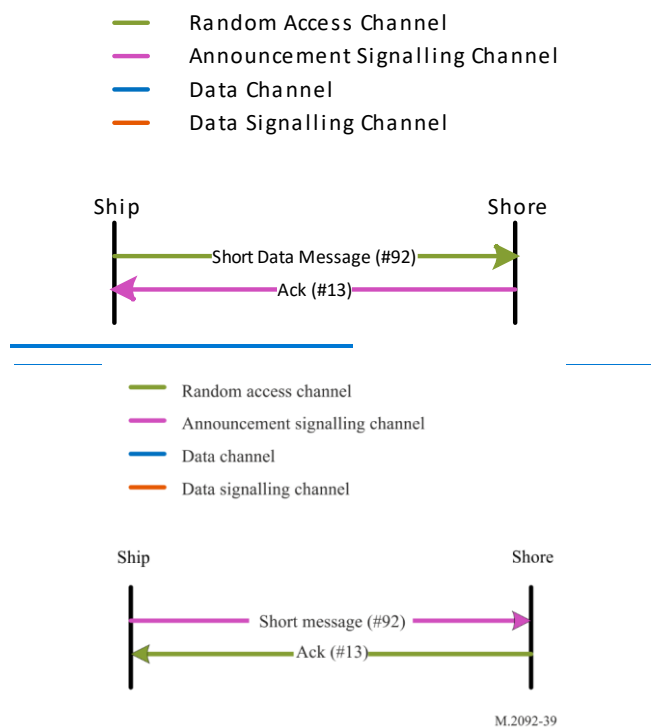 Random Access Channel
Announcement Signalling Channel
Data Channel
Data Signalling Channel
Ship Shore
Short Data Message (#92)
Ack (#13)
Random access channel
Announcement signalling channel
Data channel
Data signalling channel
Ship Shore
Short message (#92)
Ack (#13)
M.2092-39